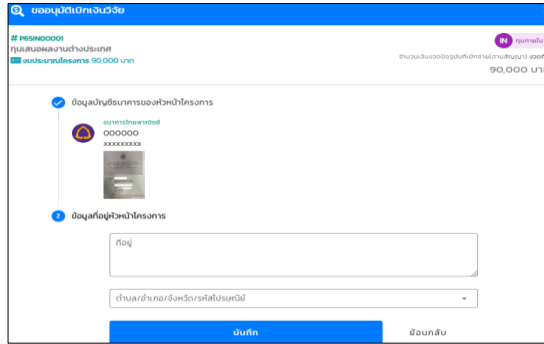 ขออนุมัติเบิกเงินวิจัย
# P65IN00001
ทุนเสนอผลงานต่างประเทศ
งบประมาณโครงการ 90,000 บาท
IN ทุนภายใน
จำนวนเงินงวดปัจจุบันที่เบิกจ่าย(ตามสัญญา) งวดที่
90,000 บาท
ข้อมูลบัญชีธนาคารของหัวหน้าโครงการ
ธนาคารไทยพาณิชย์
000000
xxxxxxxxx
2 ข้อมูลที่อยู่หัวหน้าโครงการ
ที่อยู่
ตำบล/อำเภอ/จังหวัด/รหัสไปรษณีย์
บันทึก ย้อนกลับ